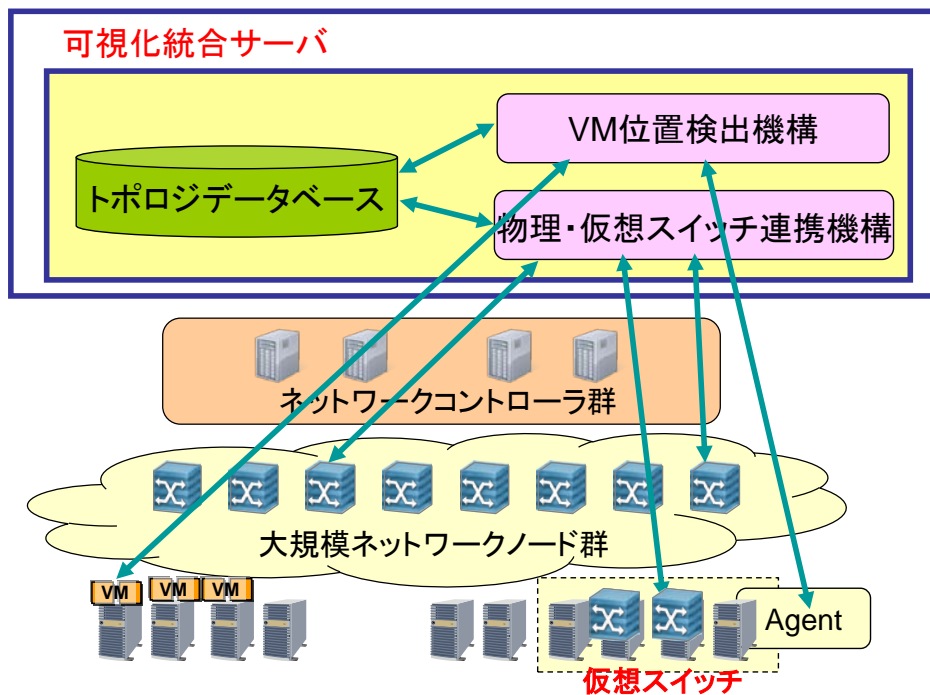 可視化統合サーバ
VM位置検出機構
トポロジデータベース
物理・仮想スイッチ連携機構
ネットワークコントローラ群
大規模ネットワークノード群
VM
VM
VM
Agent
仮想スイッチ